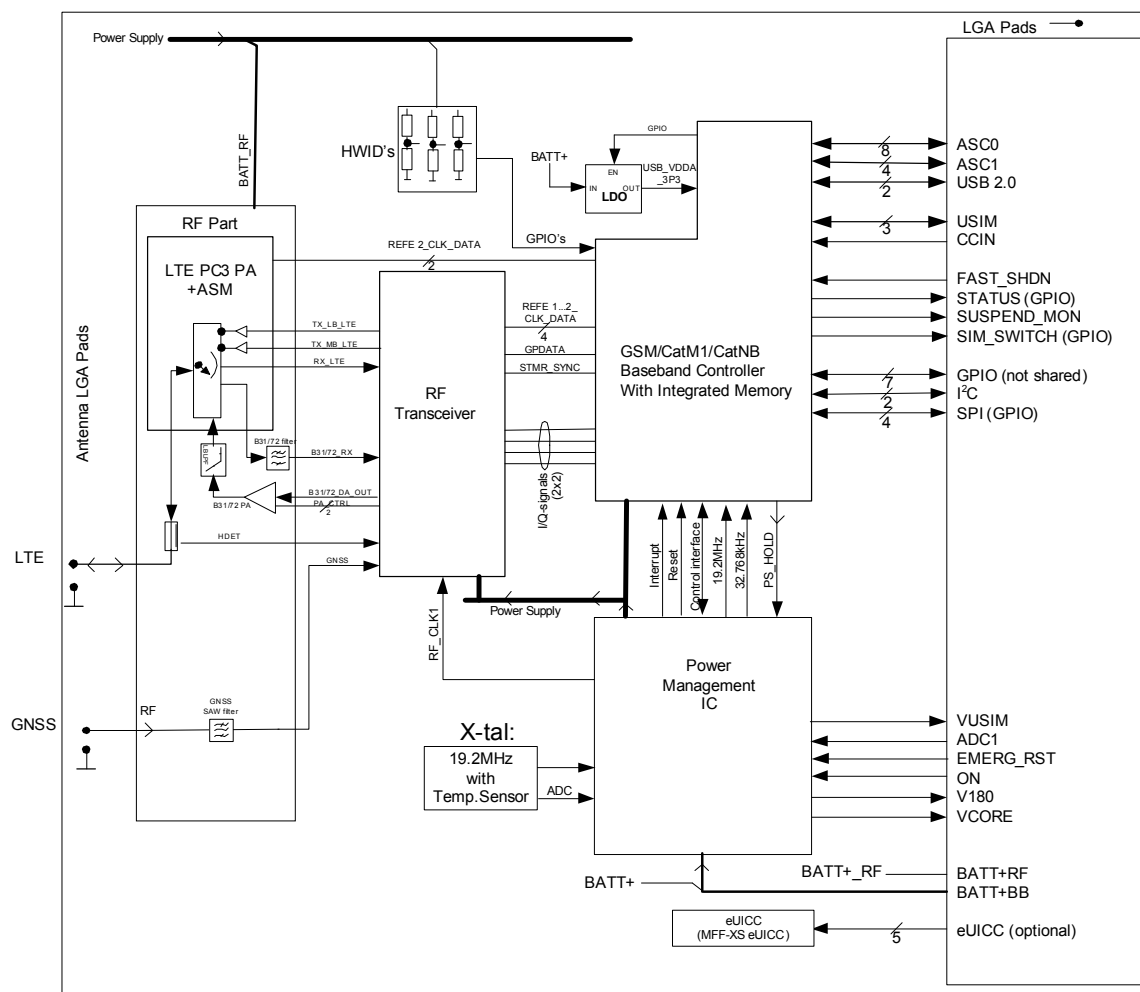 LGA Pads
Power Supply
BATT_RF
HWID's
GPIO
BATT+
EN
IN
OUT
LDO
USB_VDDA
_3P3
GPIO's
ASC0
8
ASC1
4
USB 2.0
2
USIM
3
CCIN
FAST_SHDN
STATUS (GPIO)
SUSPEND_MON
SIM_SWITCH (GPIO)
GPIO (not shared)
7
I²C
2
SPI (GPIO)
4
RF Part
LTE PC3 PA
+ASM
Antenna LGA Pads
REFE 2_CLK_DATA
2
TX_LB_LTE
TX_MB_LTE
RX_LTE
RF
Transceiver
REFE 1...2_
CLK_DATA
4
GPDATA
STMR_SYNC
I/Q-signals
(2x2)
GSM/CatM1/CatNB
Baseband Controller
With Integrated Memory
B31/72 filter
B31/72_RX
LBLPF
B31/72 PA
B31/72_DA_OUT
PA_CTRL
2
HDET
GNSS
LTE
Interrupt
Reset
Control interface
19.2MHz
32.768kHz
PS_HOLD
Power Supply
RF_CLK1
Power
Management
IC
GNSS
RF
GNSS
SAW filter
X-tal:
19.2MHz
with
Temp.Sensor
ADC
VUSIM
ADC1
EMERG_RST
ON
V180
VCORE
BATT+_RF
BATT+RF
BATT+
BATT+BB
eUICC
(MFF-XS eUICC)
5
eUICC (optional)